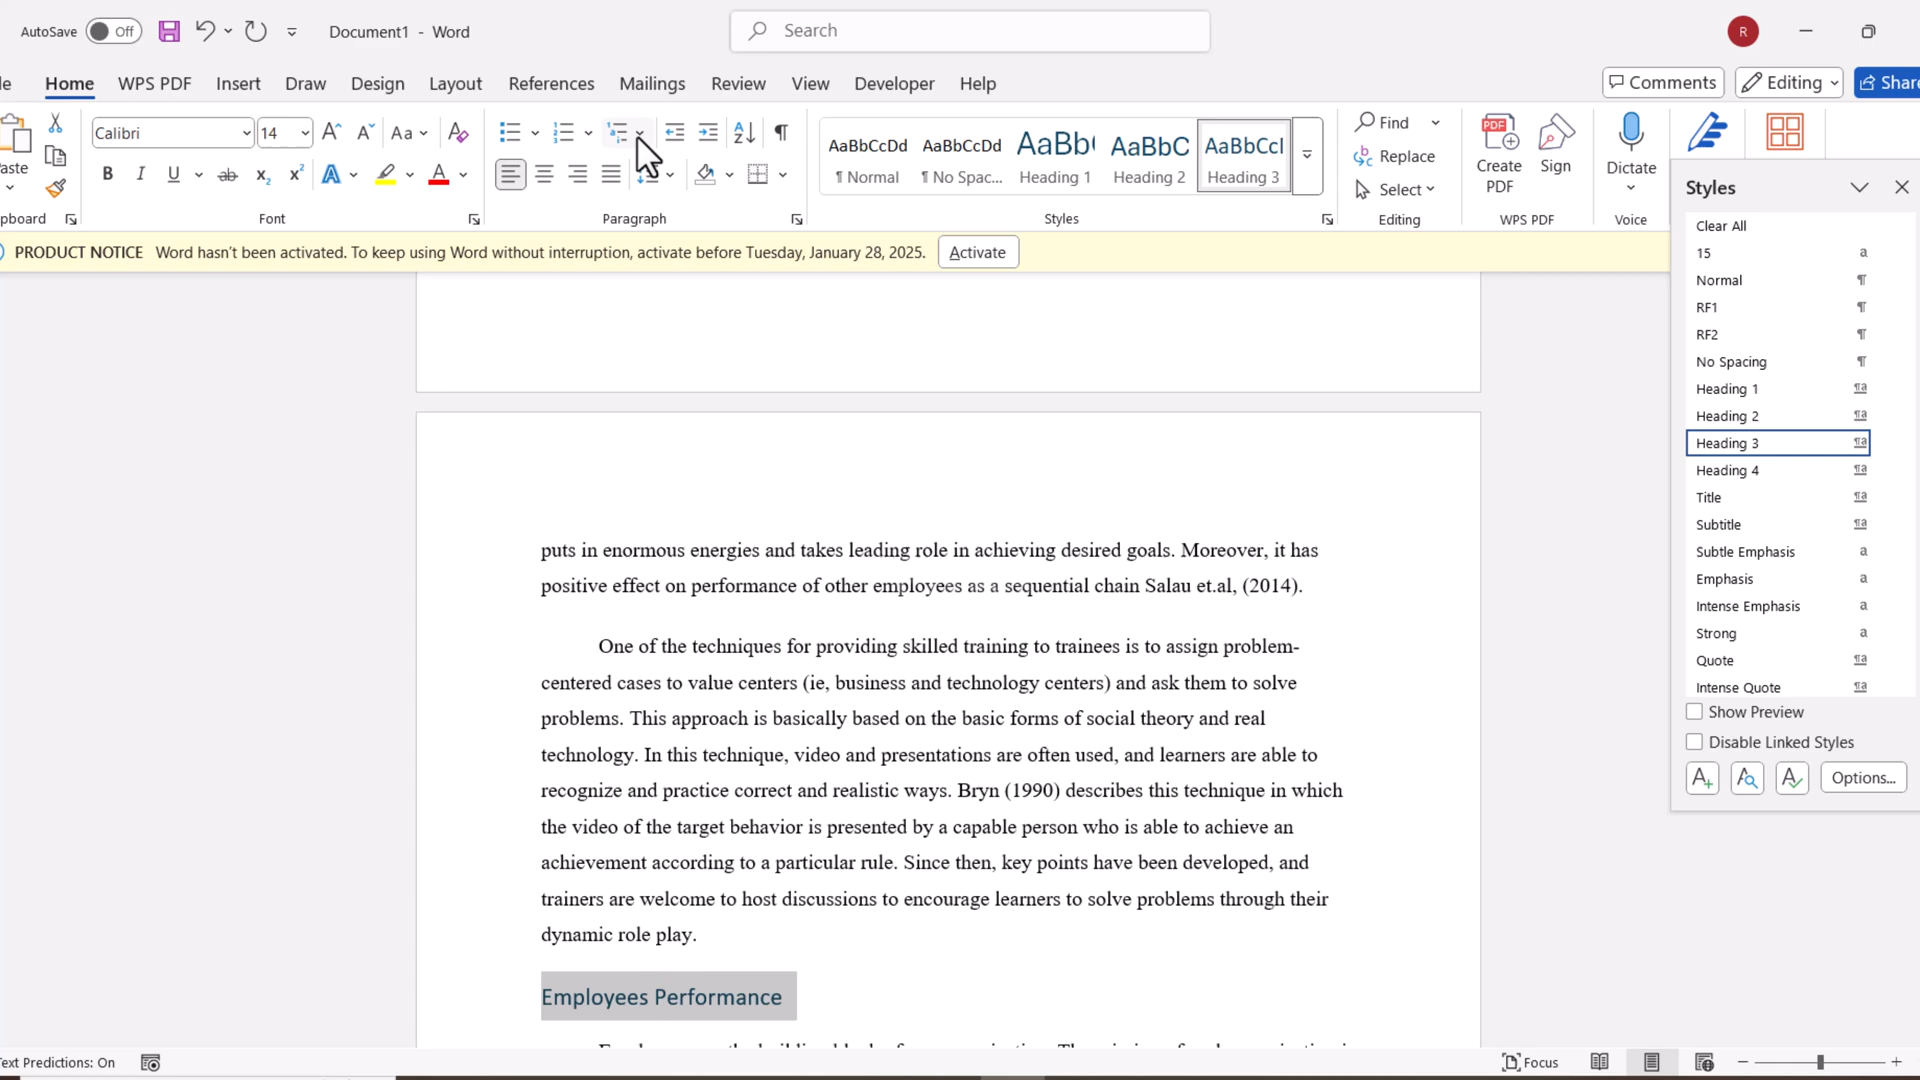 AutoSave Off Document1 - Word Search R
le Home WPS PDF Insert Draw Design Layout References Mailings Review View Developer Help Comments Editing Share
Calibri 14 Aa
aste
B I U ab x₂ x² A A
AaBbCcDd AaBbCcDd AaBb( AaBbC AaBbCcI
¶ Normal ¶ No Spac... Heading 1 Heading 2 Heading 3
Find
Replace
Select
Create
PDF
Sign
Dictate
pboard Font Paragraph Styles Editing WPS PDF Voice
PRODUCT NOTICE Word hasn't been activated. To keep using Word without interruption, activate before Tuesday, January 28, 2025. Activate
puts in enormous energies and takes leading role in achieving desired goals. Moreover, it has
positive effect on performance of other employees as a sequential chain Salau et.al, (2014).
One of the techniques for providing skilled training to trainees is to assign problem-
centered cases to value centers (ie, business and technology centers) and ask them to solve
problems. This approach is basically based on the basic forms of social theory and real
technology. In this technique, video and presentations are often used, and learners are able to
recognize and practice correct and realistic ways. Bryn (1990) describes this technique in which
the video of the target behavior is presented by a capable person who is able to achieve an
achievement according to a particular rule. Since then, key points have been developed, and
trainers are welcome to host discussions to encourage learners to solve problems through their
dynamic role play.
Employees Performance
Styles
Clear All
15 a
Normal ¶
RF1 ¶
RF2 ¶
No Spacing ¶
Heading 1 ¶a
Heading 2 ¶a
Heading 3 ¶a
Heading 4 ¶a
Title ¶a
Subtitle ¶a
Subtle Emphasis a
Emphasis a
Intense Emphasis a
Strong a
Quote ¶a
Intense Quote ¶a
Show Preview
Disable Linked Styles
Options...
ext Predictions: On Focus